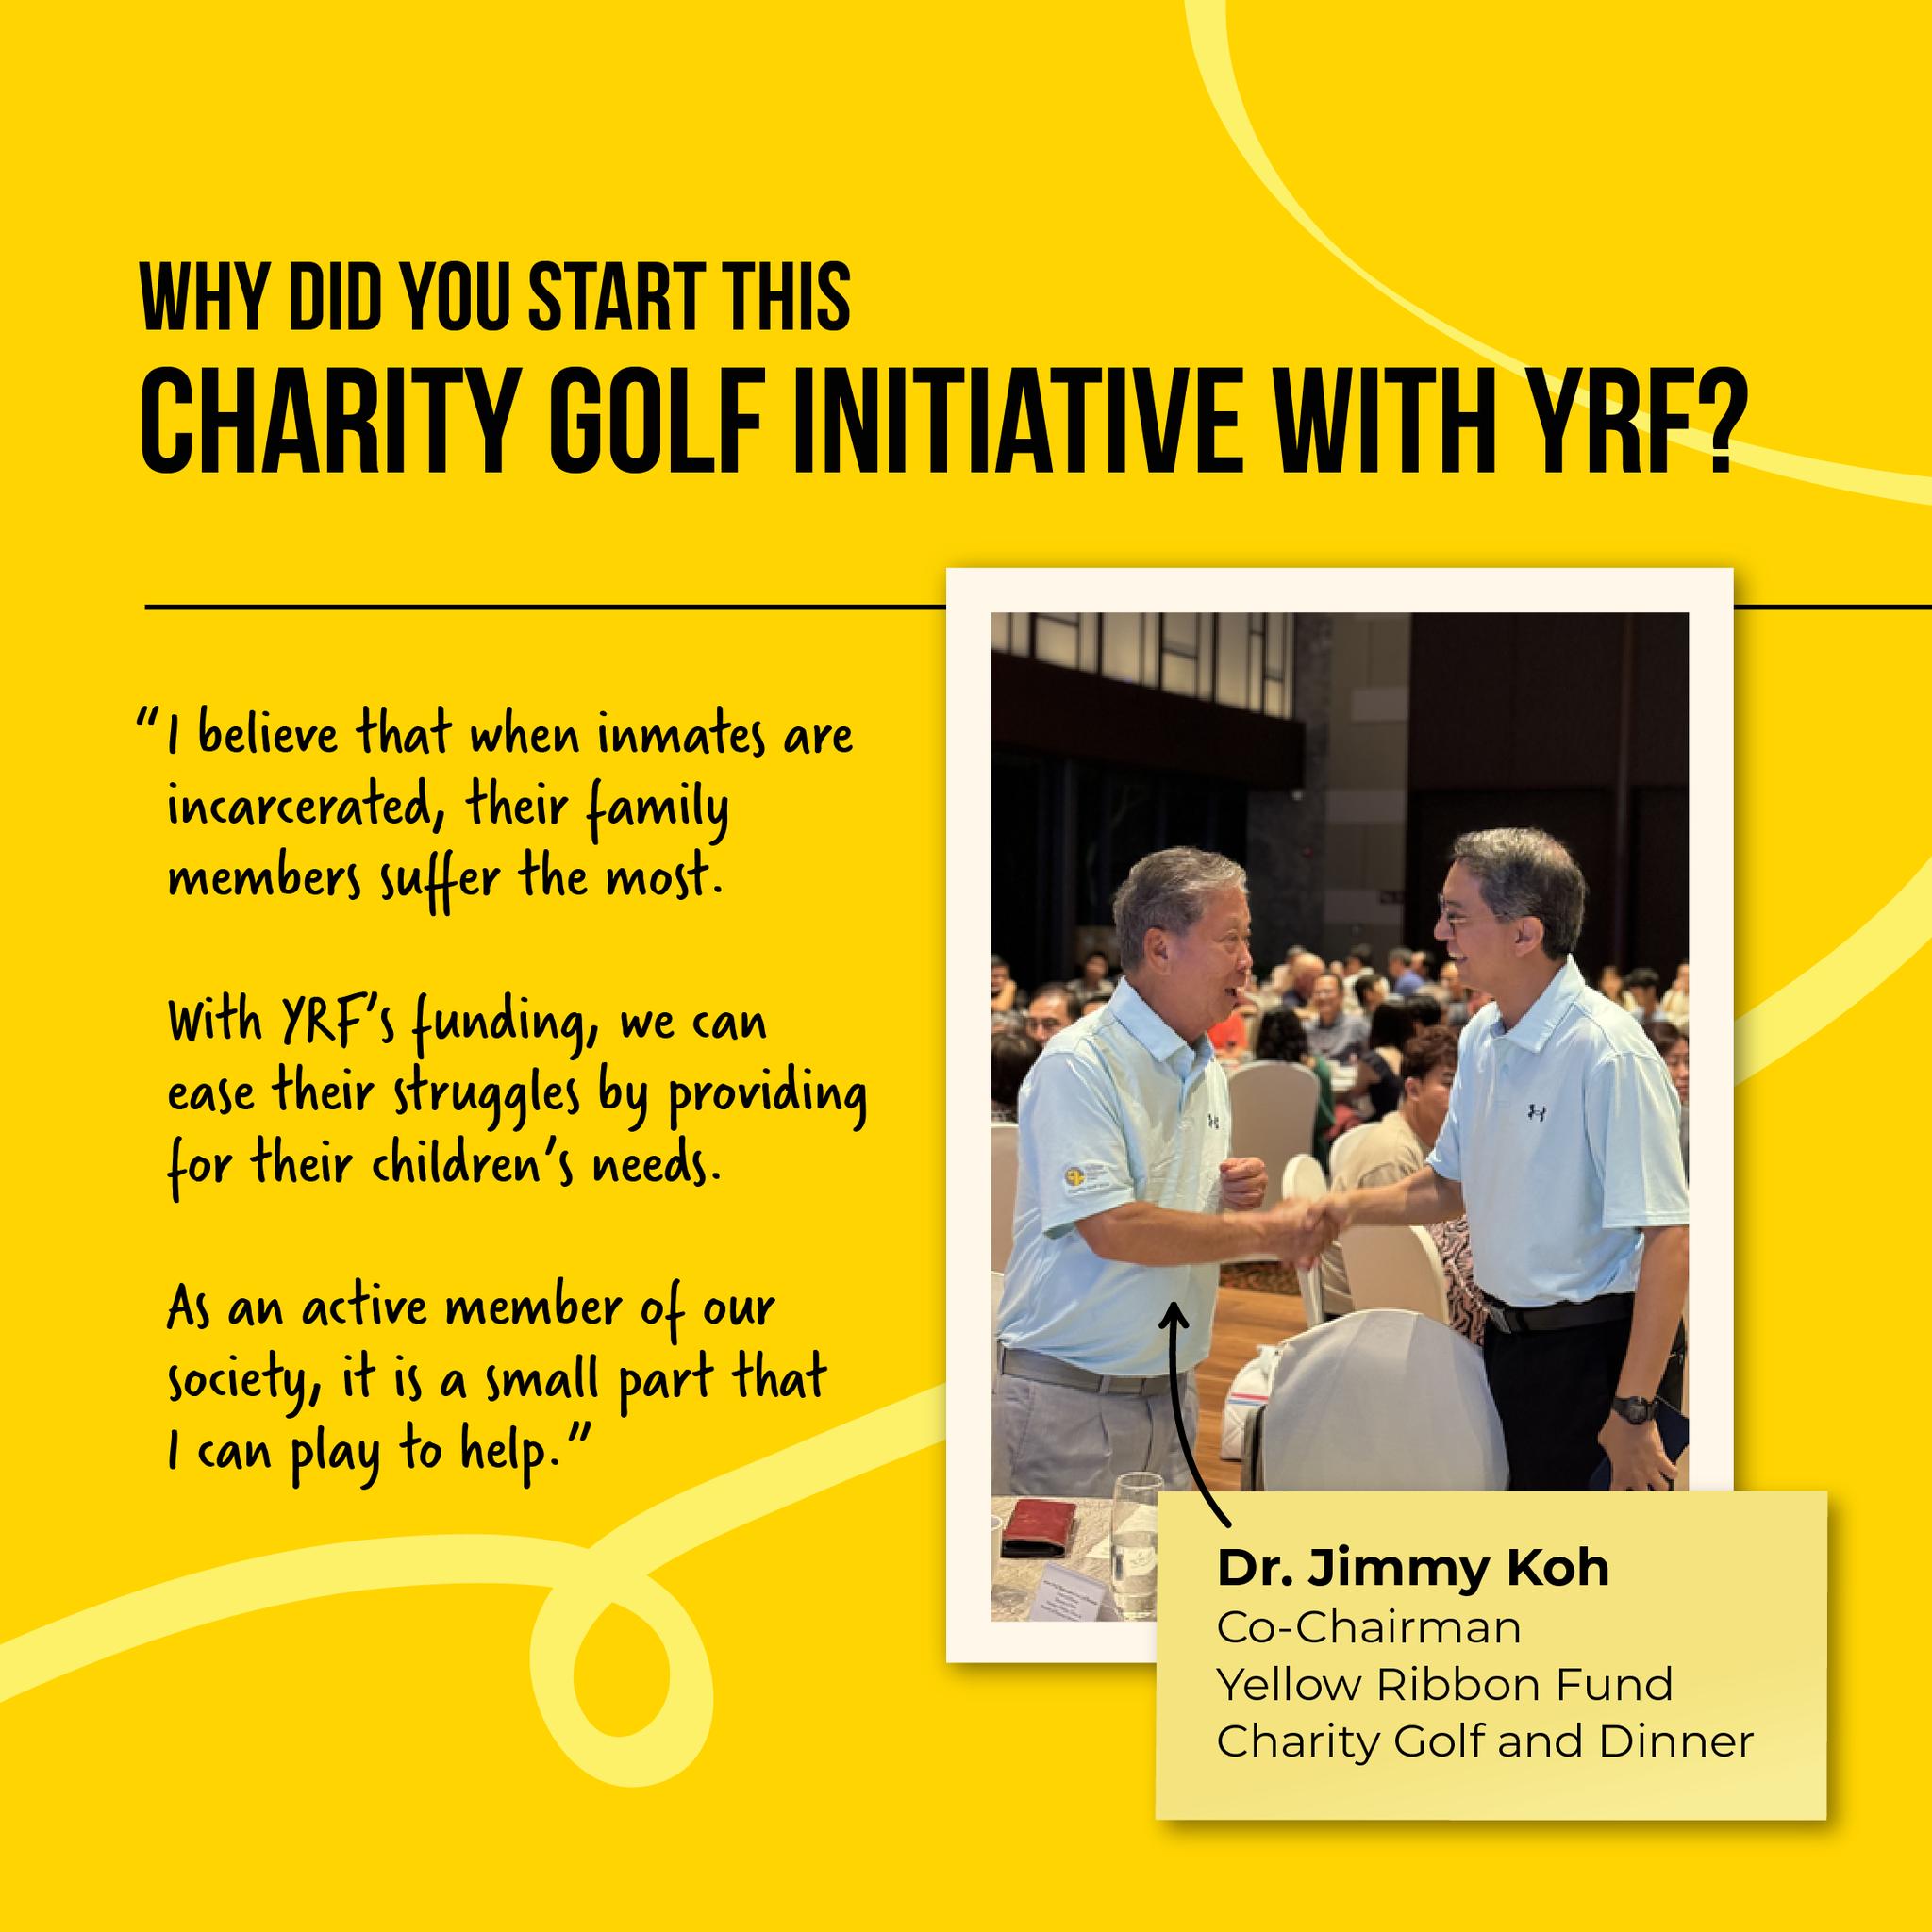 WHY DID YOU START THIS
CHARITY GOLF INITIATIVE WITH YRF?
“I believe that when inmates are
incarcerated, their family
members suffer the most.
With YRF’s funding, we can
ease their struggles by providing
for their children’s needs.
As an active member of our
society, it is a small part that
I can play to help.”
Dr. Jimmy Koh
Co-Chairman
Yellow Ribbon Fund
Charity Golf and Dinner